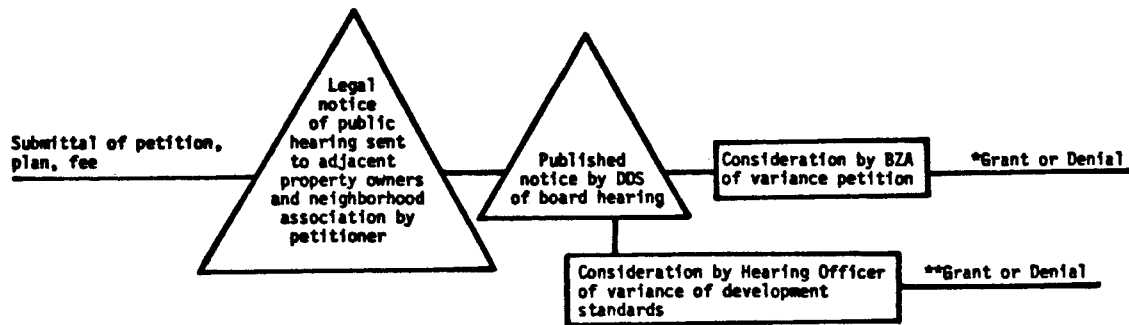 Submittal of petition,
plan, fee
Legal
notice
of public
hearing sent
to adjacent
property owners
and neighborhood
association by
petitioner
Published
notice by DDS
of board hearing
Consideration by BZA
of variance petition
*Grant or Denial
Consideration by Hearing Officer
of variance of development
standards
**Grant or Denial